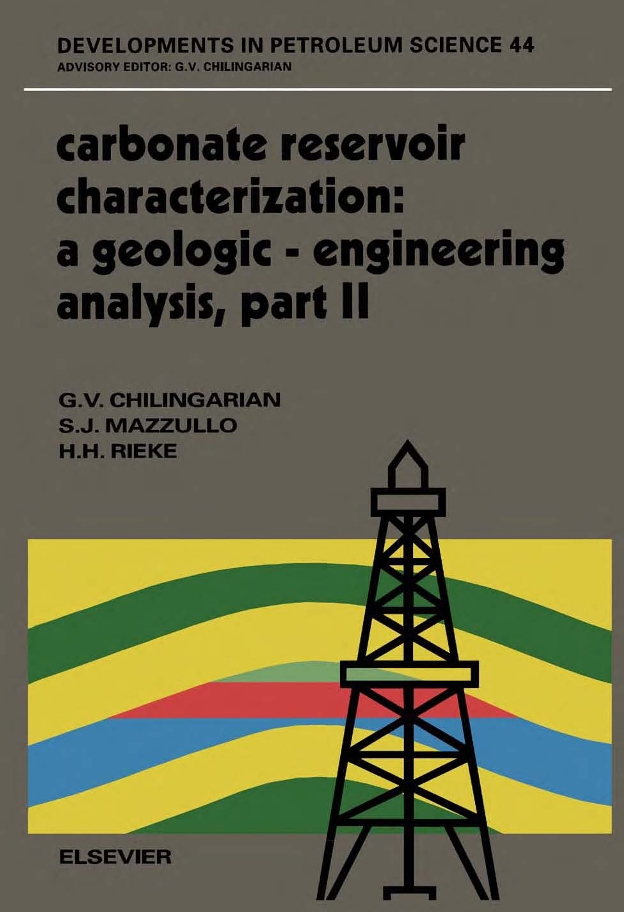 DEVELOPMENTS IN PETROLEUM SCIENCE 44
ADVISORY EDITOR: G.V. CHILINGARIAN
carbonate reservoir
characterization:
a geologic - engineering
analysis, part II
G.V. CHILINGARIAN
S.J. MAZZULLO
H.H. RIEKE
ELSEVIER